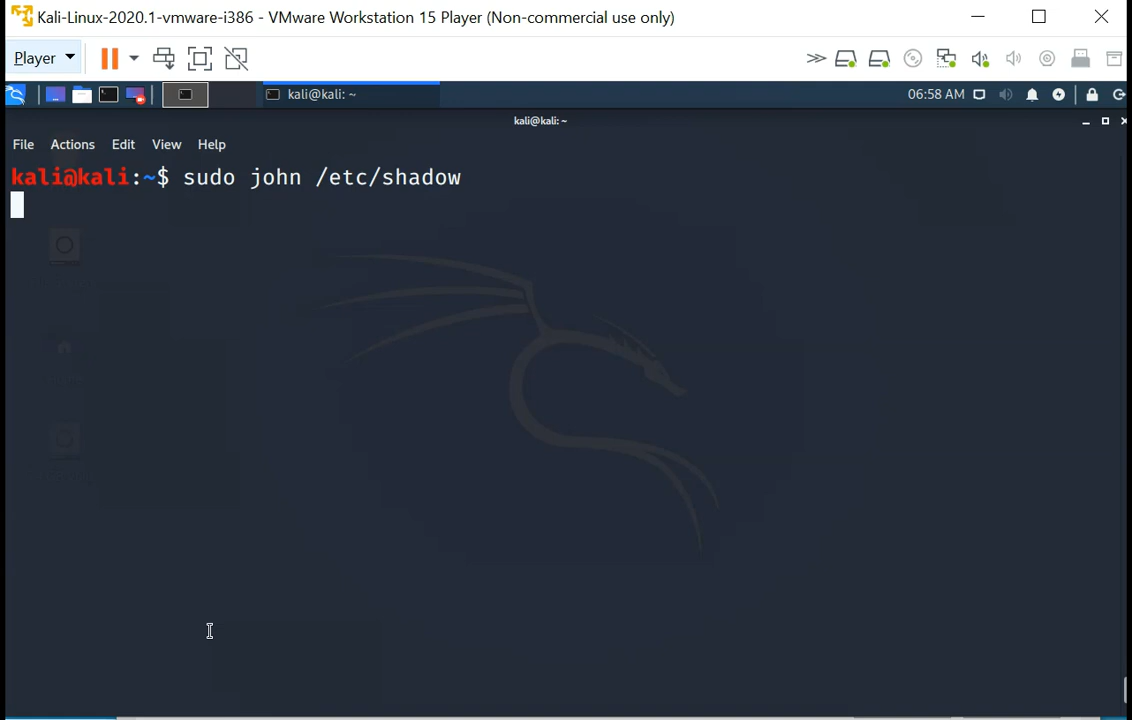 Kali-Linux-2020.1-vmware-i386 - VMware Workstation 15 Player (Non-commercial use only)
Player
kali@kali: ~
06:58 AM
kali@kali: ~
File Actions Edit View Help
kali@kali:~$ sudo john /etc/shadow